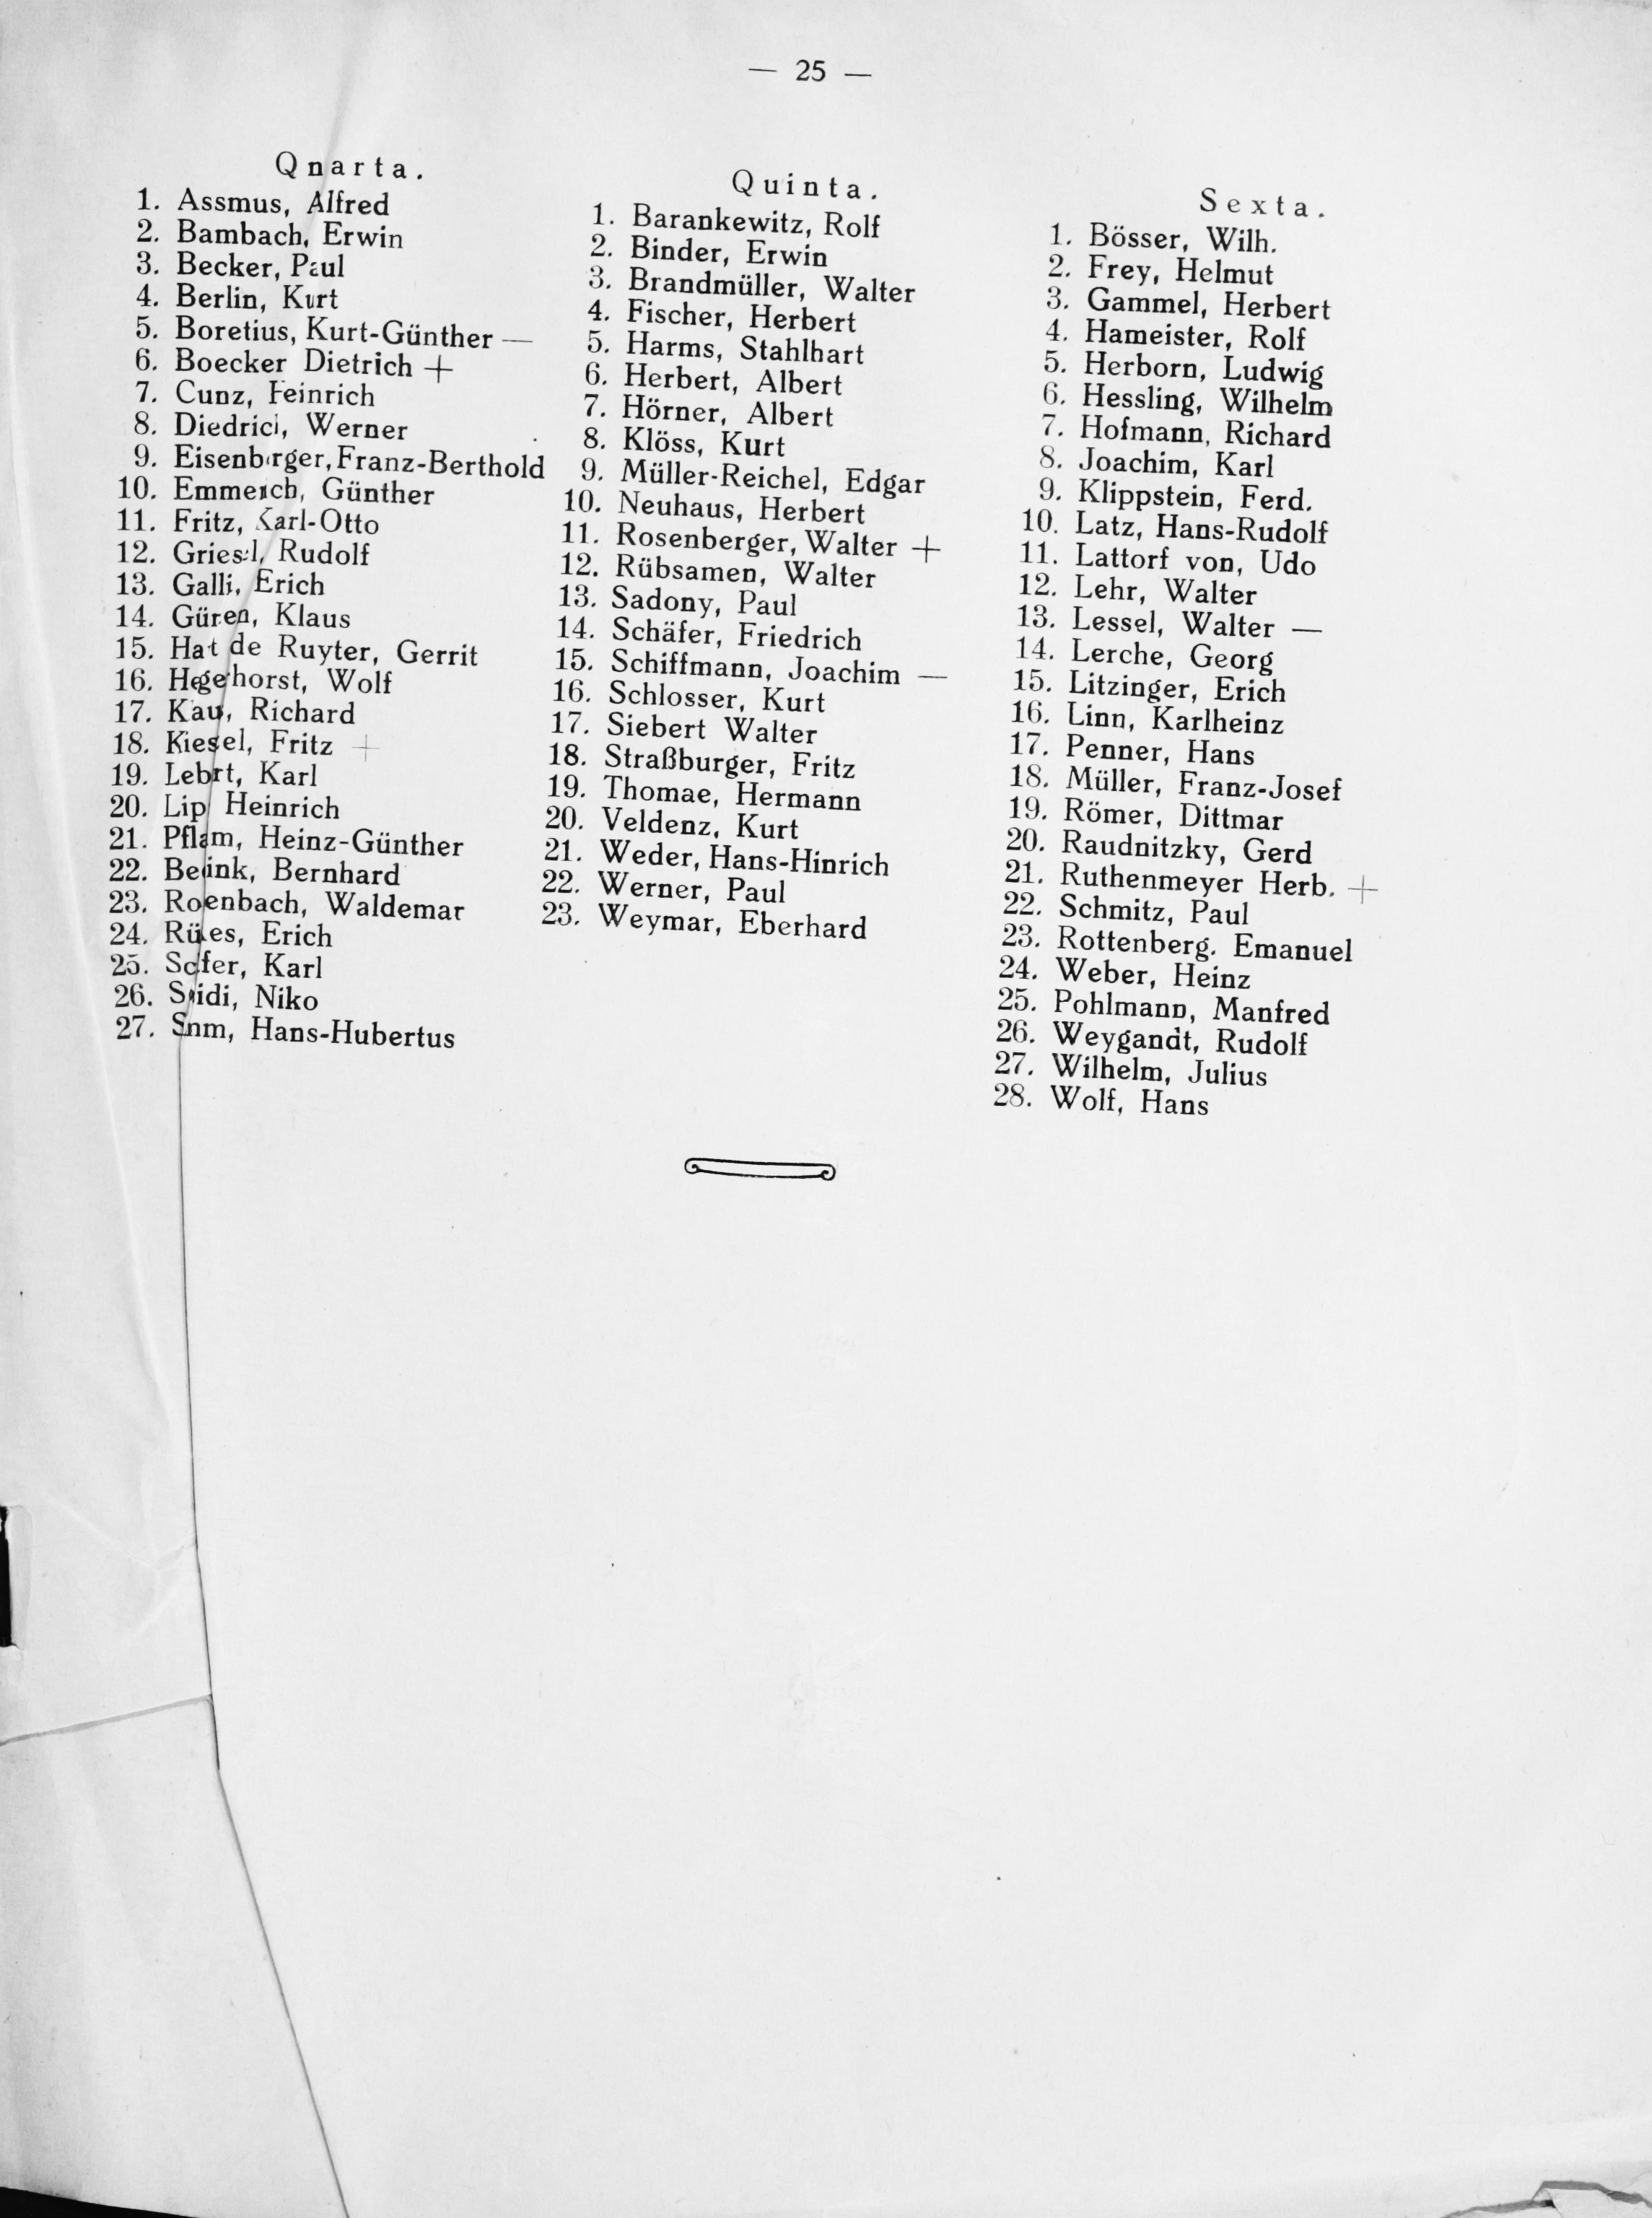 — 25 —
Qnarta.
1. Assmus, Alfred
2. Bambach, Erwin
3. Becker, Paul
4. Berlin, Kurt
5. Boretius, Kurt-Günther —
6. Boecker Dietrich +
7. Cunz, Heinrich
8. Diedrici, Werner
9. Eisenbrger, Franz-Berthold
10. Emmerich, Günther
11. Fritz, Karl-Otto
12. Griesel, Rudolf
13. Galli, Erich
14. Güren, Klaus
15. de Ruyter, Gerrit
16. Wolf
17. Kau, Richard
18. Kiesel, Fritz +
19. Karl
20. Heinrich
21. Heinz-Günther
22. Bernhard
23. Waldemar
24. Erich
25. Karl
26. Niko
27. Hans-Hubertus
Quinta.
1. Barankewitz, Rolf
2. Binder, Erwin
3. Brandmüller, Walter
4. Fischer, Herbert
5. Harms, Stahlhart
6. Herbert, Albert
7. Hörner, Albert
8. Klöss, Kurt
9. Müller-Reichel, Edgar
10. Neuhaus, Herbert
11. Rosenberger, Walter +
12. Rübsamen, Walter
13. Sadony, Paul
14. Schäfer, Friedrich
15. Schiffmann, Joachim —
16. Schlosser, Kurt
17. Siebert Walter
18. Straßburger, Fritz
19. Thomae, Hermann
20. Veldenz, Kurt
21. Weder, Hans-Hinrich
22. Werner, Paul
23. Weymar, Eberhard
Sexta.
1. Bösser, Wilh.
2. Frey, Helmut
3. Gammel, Herbert
4. Hameister, Rolf
5. Herborn, Ludwig
6. Hessling, Wilhelm
7. Hofmann, Richard
8. Joachim, Karl
9. Klippstein, Ferd.
10. Latz, Hans-Rudolf
11. Lattorf von, Udo
12. Lehr, Walter
13. Lessel, Walter —
14. Lerche, Georg
15. Litzinger, Erich
16. Linn, Karlheinz
17. Penner, Hans
18. Müller, Franz-Josef
19. Römer, Dittmar
20. Raudnitzky, Gerd
21. Ruthenmeyer Herb. +
22. Schmitz, Paul
23. Rottenberg. Emanuel
24. Weber, Heinz
25. Pohlmann, Manfred
26. Weygandt, Rudolf
27. Wilhelm, Julius
28. Wolf, Hans